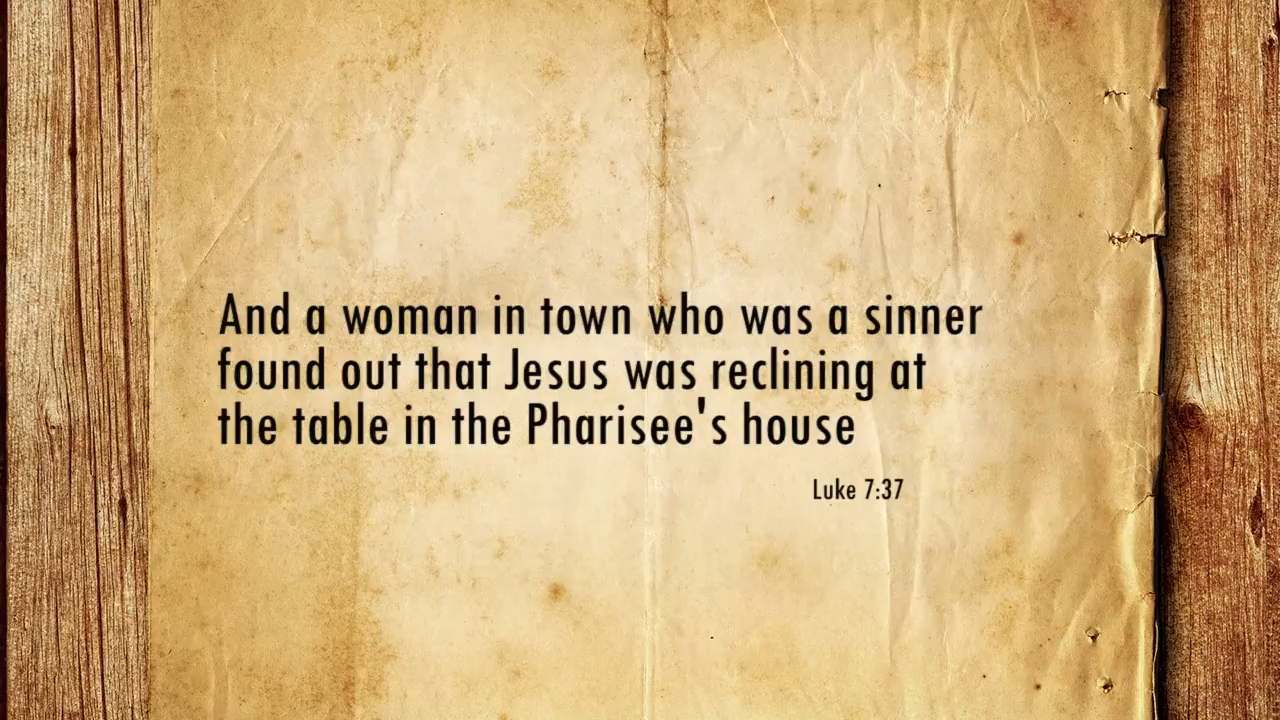 And a woman in town who was a sinner
found out that Jesus was reclining at
the table in the Pharisee's house
Luke 7:37